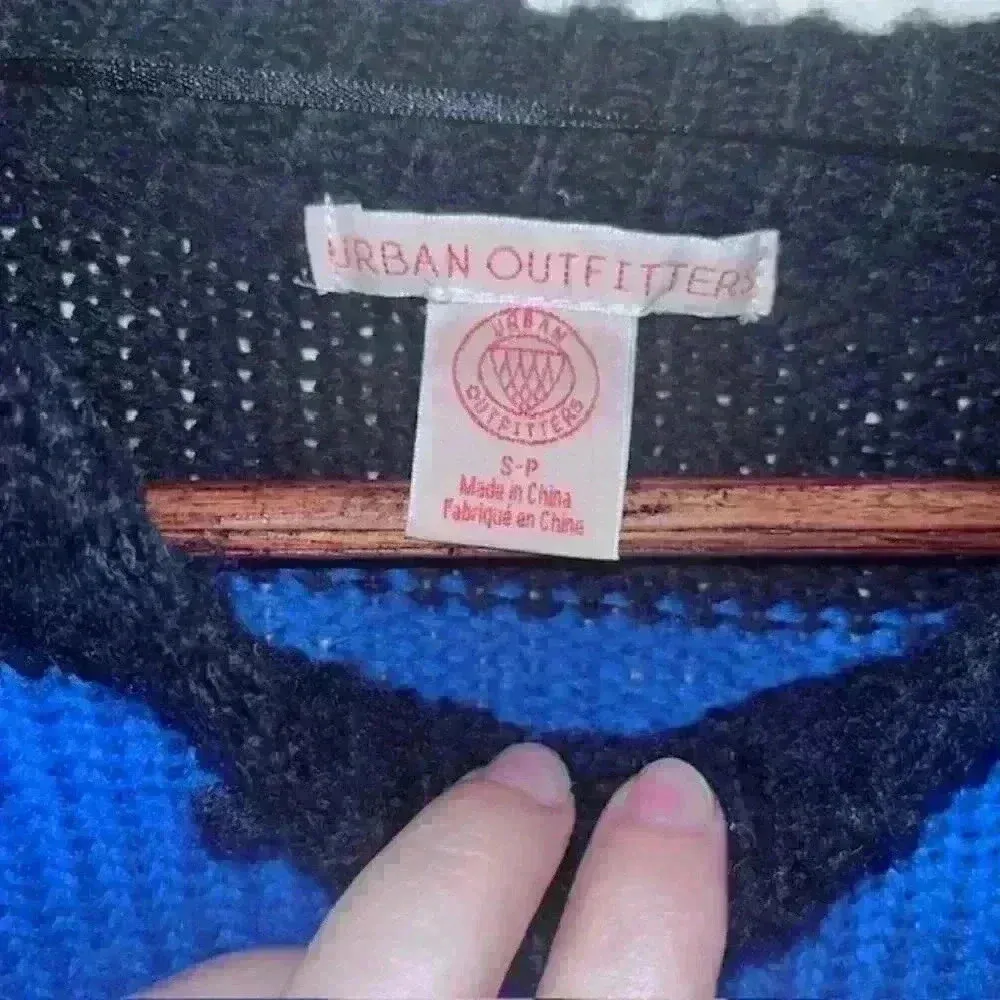 URBAN OUTFITTERS
URBAN
OUTFITTERS
S-P
Made in China
Fabriqué en Chine